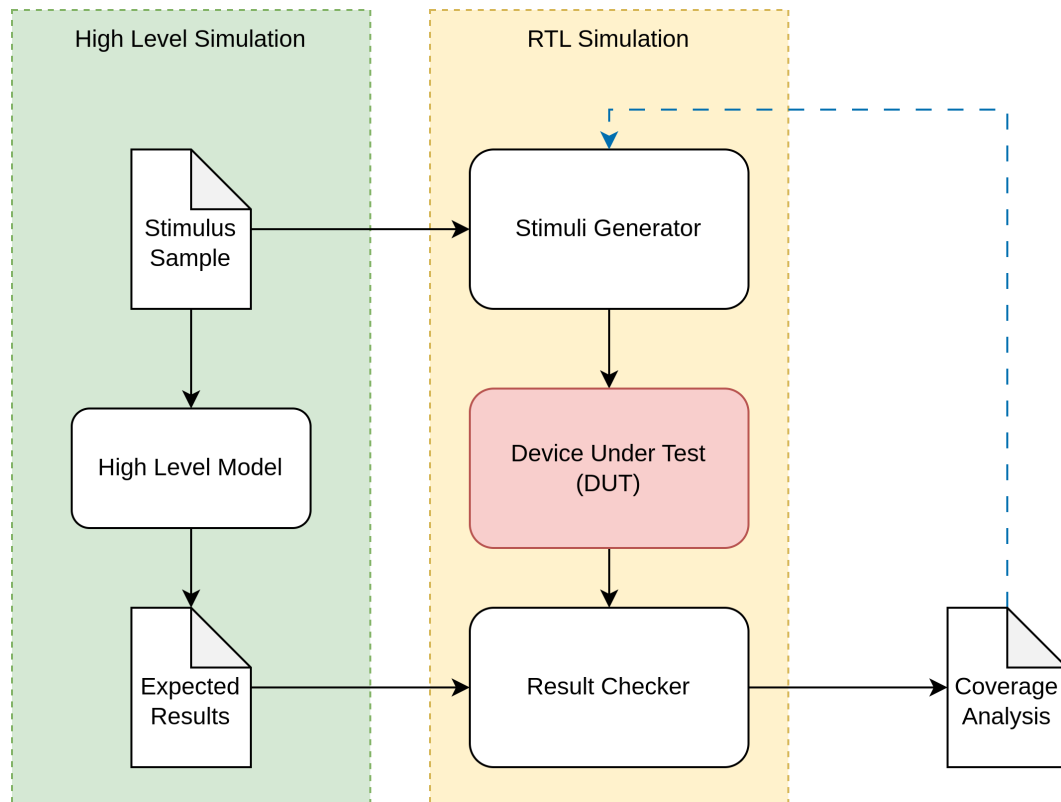 High Level Simulation
RTL Simulation
Stimulus
Sample
Stimuli Generator
High Level Model
Device Under Test
(DUT)
Expected
Results
Result Checker
Coverage
Analysis